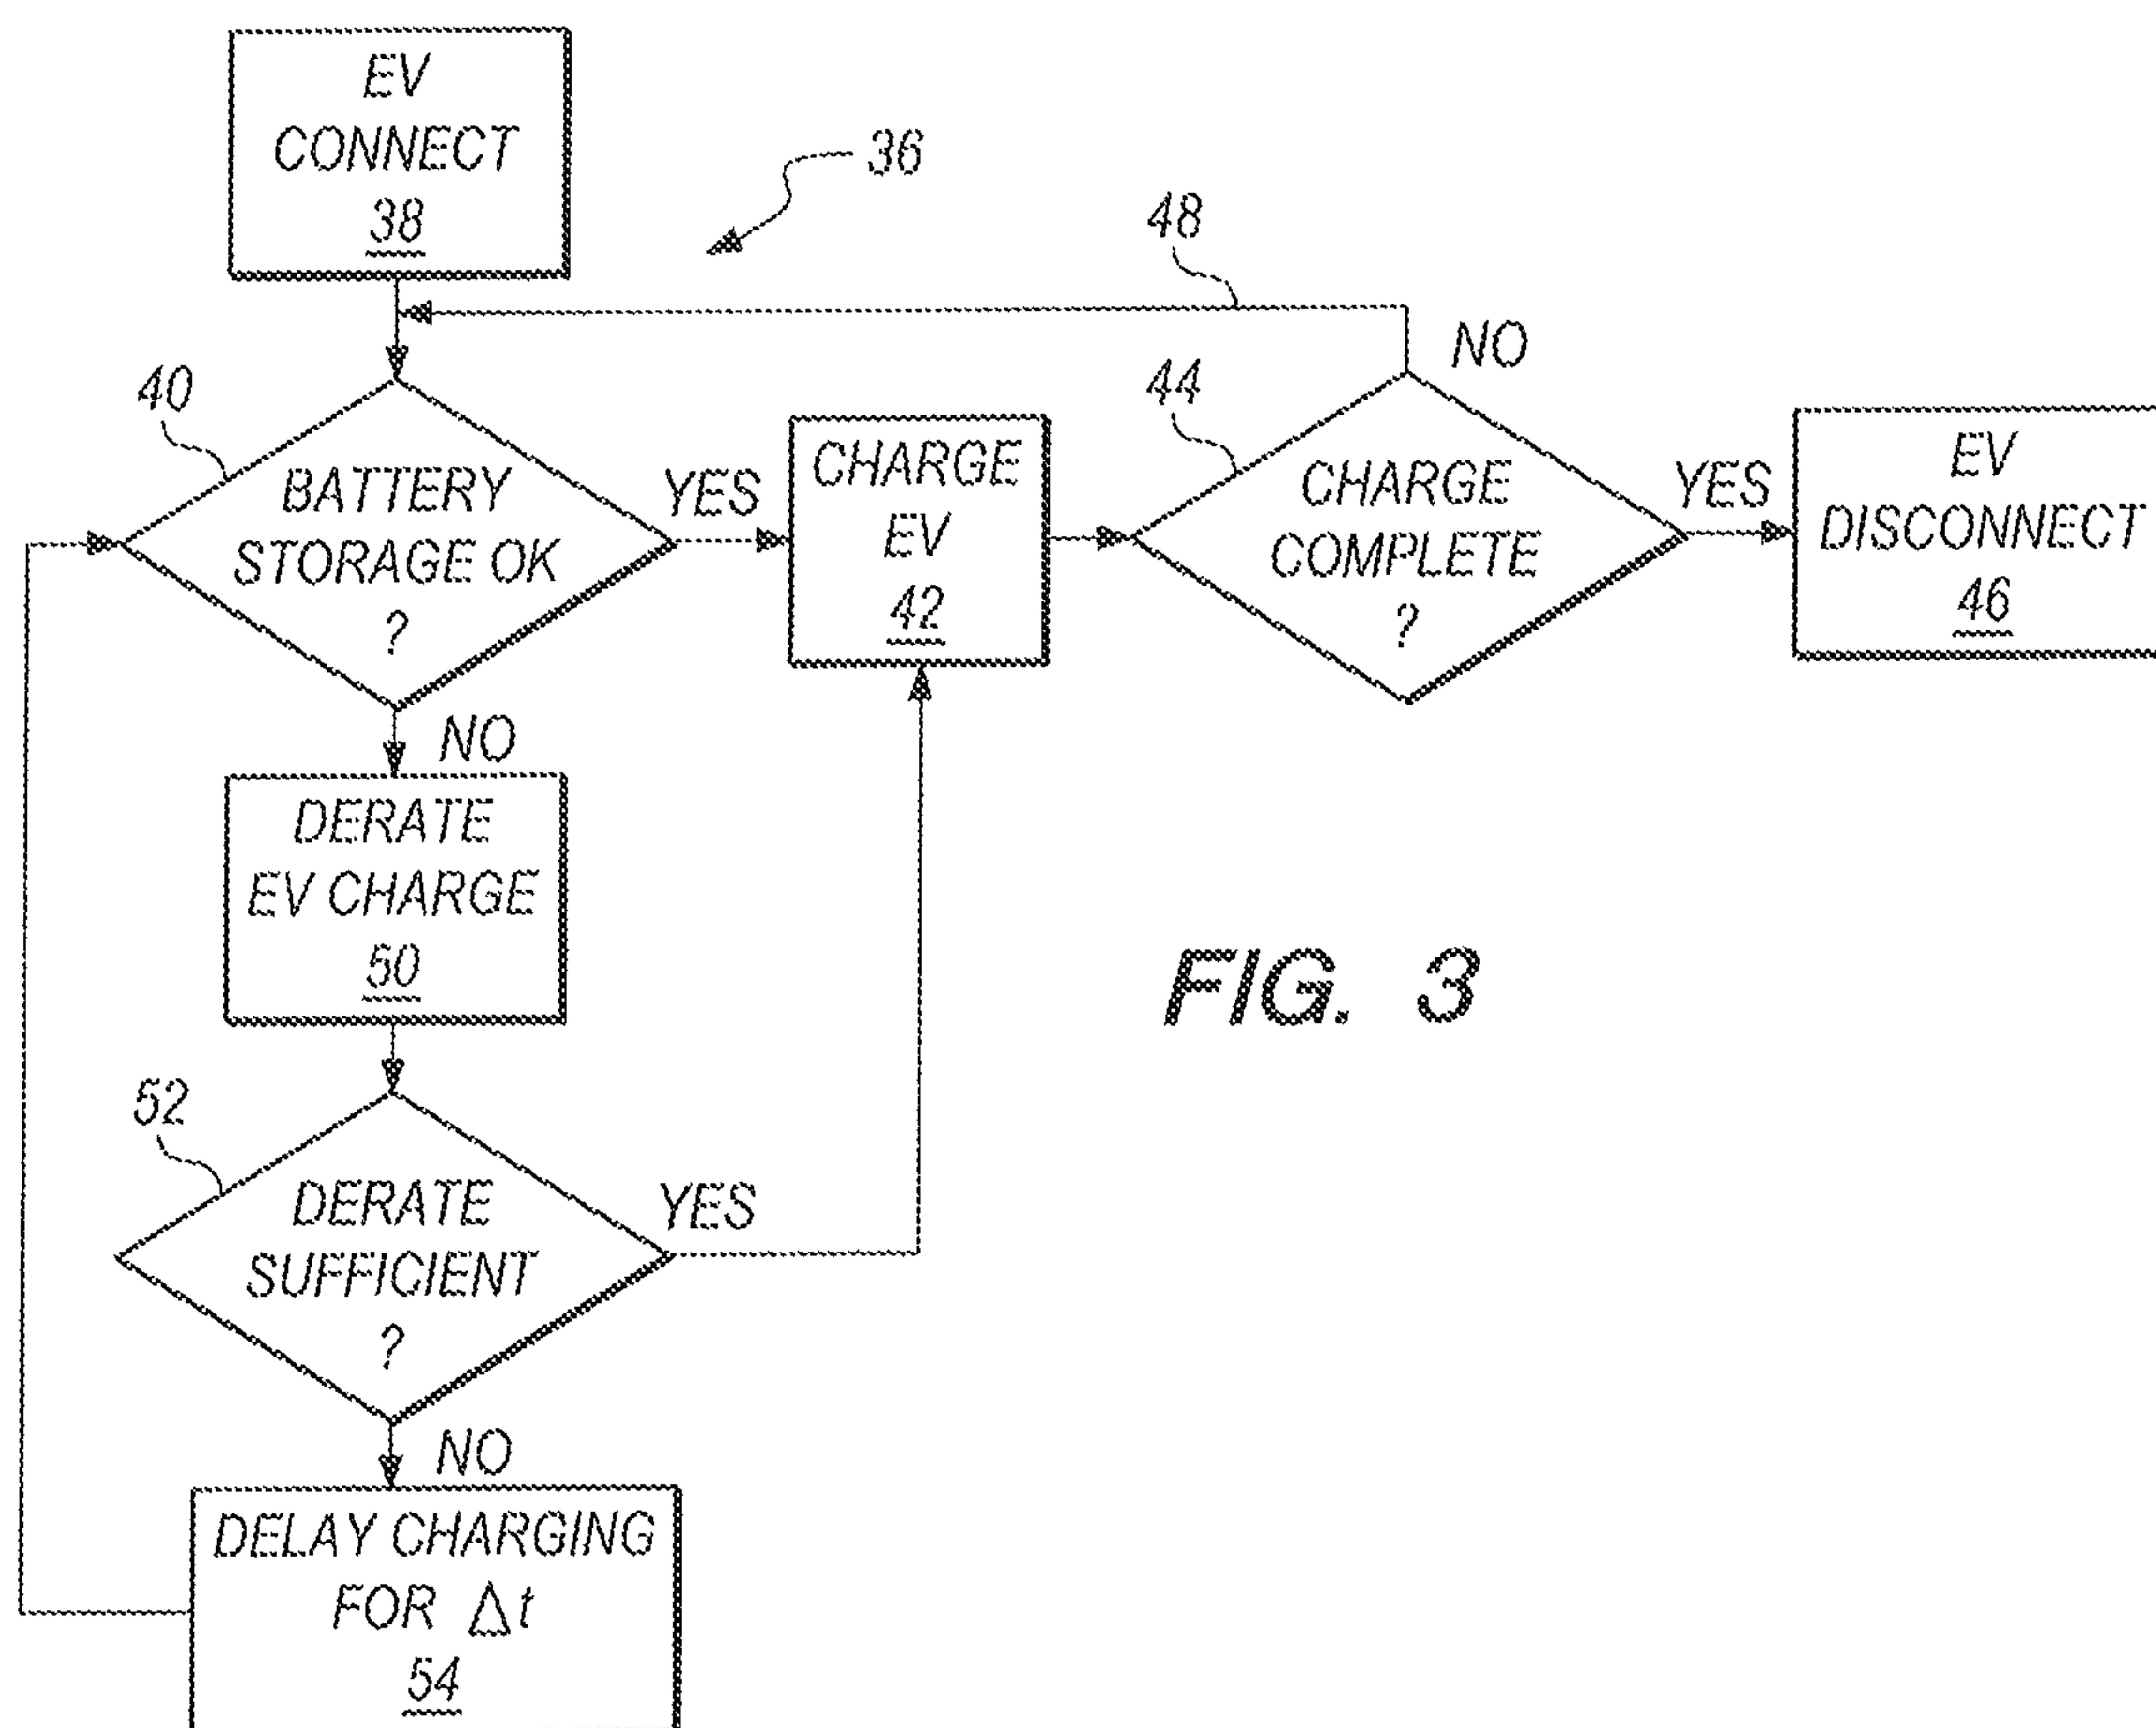 EV
CONNECT
38
36
48
NO
40
BATTERY
STORAGE OK
?
YES
CHARGE
EV
42
44
CHARGE
COMPLETE
?
YES
EV
DISCONNECT
46
NO
DERATE
EV CHARGE
50
FIG. 3
52
DERATE
SUFFICIENT
?
YES
NO
DELAY CHARGING
FOR Δt
54